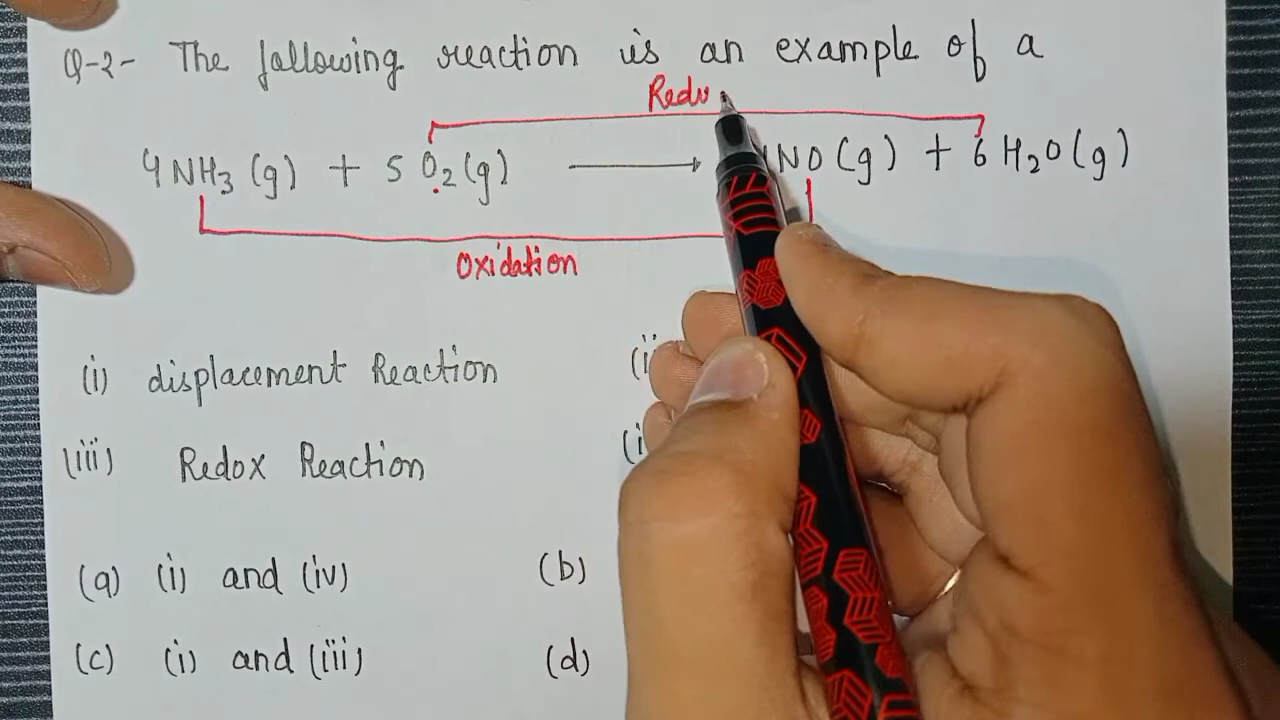 Q-2- The following reaction is an example of a
Redu
4NH3 (g) + 5 O2 (g) → NO (g) + 6 H2O (g)
Oxidation
(i) displacement Reaction
(iii) Redox Reaction
(a) (i) and (iv) (b)
(c) (i) and (iii) (d)